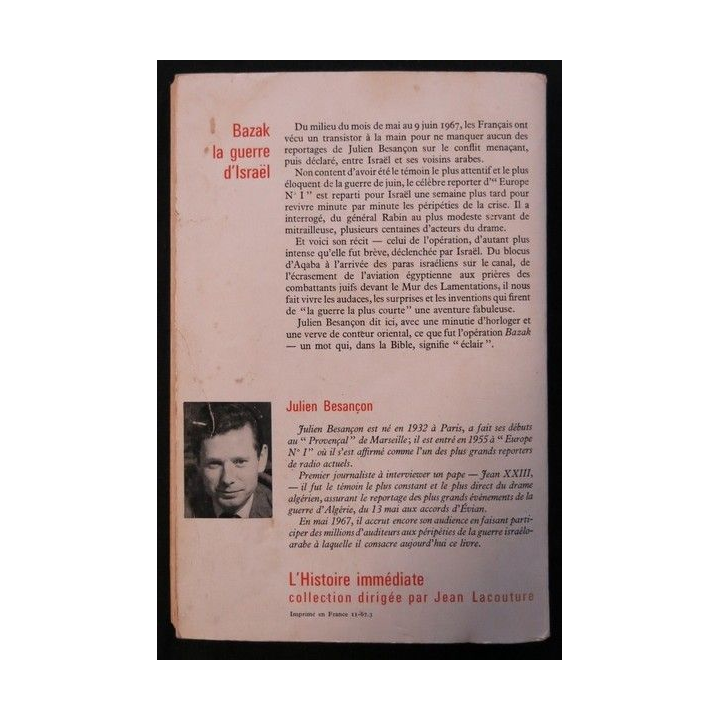 Bazak
la guerre
d'Israël
Du milieu du mois de mai au 9 juin 1967, les Français ont
vécu un transistor à la main pour ne manquer aucun des
reportages de Julien Besançon sur le conflit menaçant,
puis déclaré, entre Israël et ses voisins arabes.
Non content d'avoir été le témoin le plus attentif et le plus
éloquent de la guerre de juin, le célèbre reporter d'“ Europe
N° I ” est reparti pour Israël une semaine plus tard pour
revivre minute par minute les péripéties de la crise. Il a
interrogé, du général Rabin au plus modeste servant de
mitrailleuse, plusieurs centaines d'acteurs du drame.
Et voici son récit — celui de l'opération, d'autant plus
intense qu'elle fut brève, déclenchée par Israël. Du blocus
d'Aqaba à l'arrivée des paras israéliens sur le canal, de
l'écrasement de l'aviation égyptienne aux prières des
combattants juifs devant le Mur des Lamentations, il nous
fait vivre les audaces, les surprises et les inventions qui firent
de “la guerre la plus courte” une aventure fabuleuse.
Julien Besançon dit ici, avec une minutie d'horloger et
une verve de conteur oriental, ce que fut l'opération Bazak
— un mot qui, dans la Bible, signifie “ éclair ”.
Julien Besançon
Julien Besançon est né en 1932 à Paris, a fait ses débuts
au “ Provençal ” de Marseille ; il est entré en 1955 à “ Europe
N° I ” où il s'est affirmé comme l'un des plus grands reporters
de radio actuels.
Premier journaliste à interviewer un pape — Jean XXIII,
— il fut le témoin le plus constant et le plus direct du drame
algérien, assurant le reportage des plus grands événements de la
guerre d'Algérie, du 13 mai aux accords d'Évian.
En mai 1967, il accrut encore son audience en faisant parti-
ciper des millions d'auditeurs aux péripéties de la guerre israélo-
arabe à laquelle il consacre aujourd'hui ce livre.
L'Histoire immédiate
collection dirigée par Jean Lacouture
Imprimé en France 11-67-3